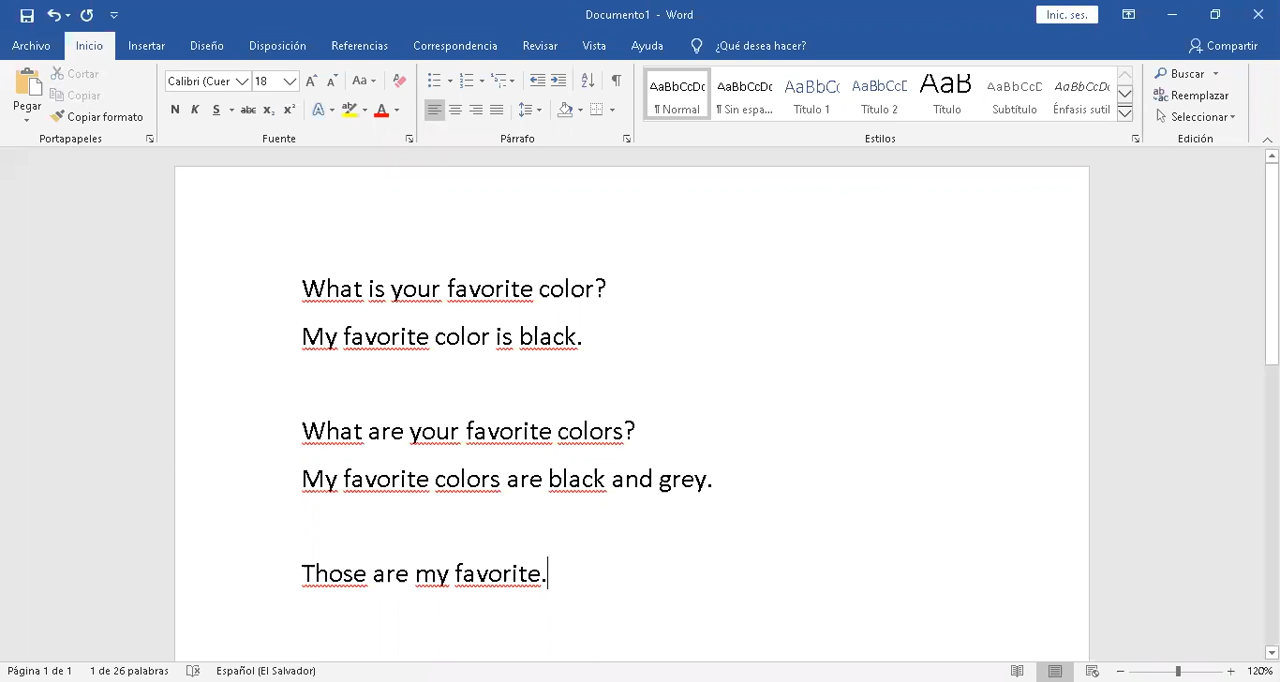 Documento1 - Word
Inic. ses.
Archivo Inicio Insertar Diseño Disposición Referencias Correspondencia Revisar Vista Ayuda ¿Qué desea hacer? Compartir
Pegar
Cortar
Copiar
Copiar formato
Portapapeles
Calibri (Cuer 18
N K S abc x₂ x²
Fuente
Párrafo
AaBbCcDc AaBbCcDc AaBbCc AaBbCcC AaB AaBbCcD AaBbCcDc
¶ Normal ¶ Sin espa... Título 1 Título 2 Título Subtítulo Énfasis sutil
Estilos
Buscar
Reemplazar
Seleccionar
Edición
What is your favorite color?
My favorite color is black.
What are your favorite colors?
My favorite colors are black and grey.
Those are my favorite.
Página 1 de 1 1 de 26 palabras Español (El Salvador) 120%